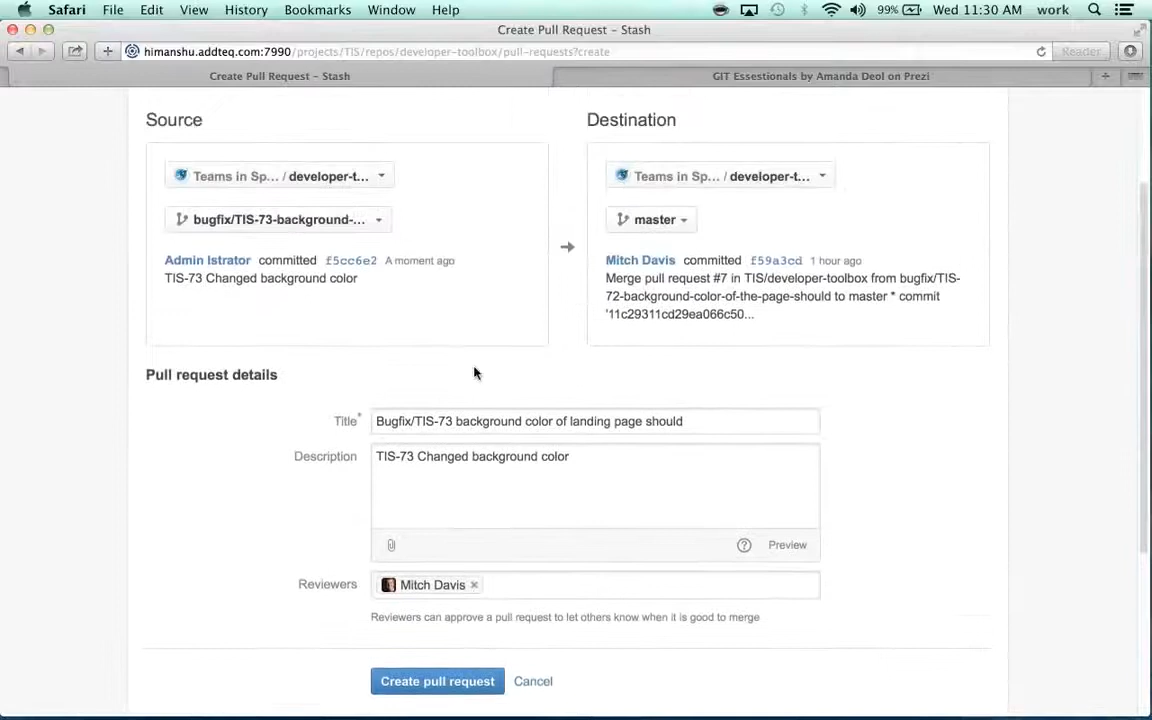 Safari File Edit View History Bookmarks Window Help 99% Wed 11:30 AM work
Create Pull Request – Stash
himanshu.addteq.com:7990/projects/TIS/repos/developer-toolbox/pull-requests?create Reader
Create Pull Request – Stash GIT Essestionals by Amanda Deol on Prezi
Source Destination
Teams in Sp... / developer-t... Teams in Sp... / developer-t...
bugfix/TIS-73-background-... master
Admin Istrator committed f5cc6e2 A moment ago
TIS-73 Changed background color
Mitch Davis committed f59a3cd 1 hour ago
Merge pull request #7 in TIS/developer-toolbox from bugfix/TIS-
72-background-color-of-the-page-should to master * commit
'11c29311cd29ea066c50...
Pull request details
Title* Bugfix/TIS-73 background color of landing page should
Description TIS-73 Changed background color
Preview
Reviewers Mitch Davis ×
Reviewers can approve a pull request to let others know when it is good to merge
Create pull request Cancel